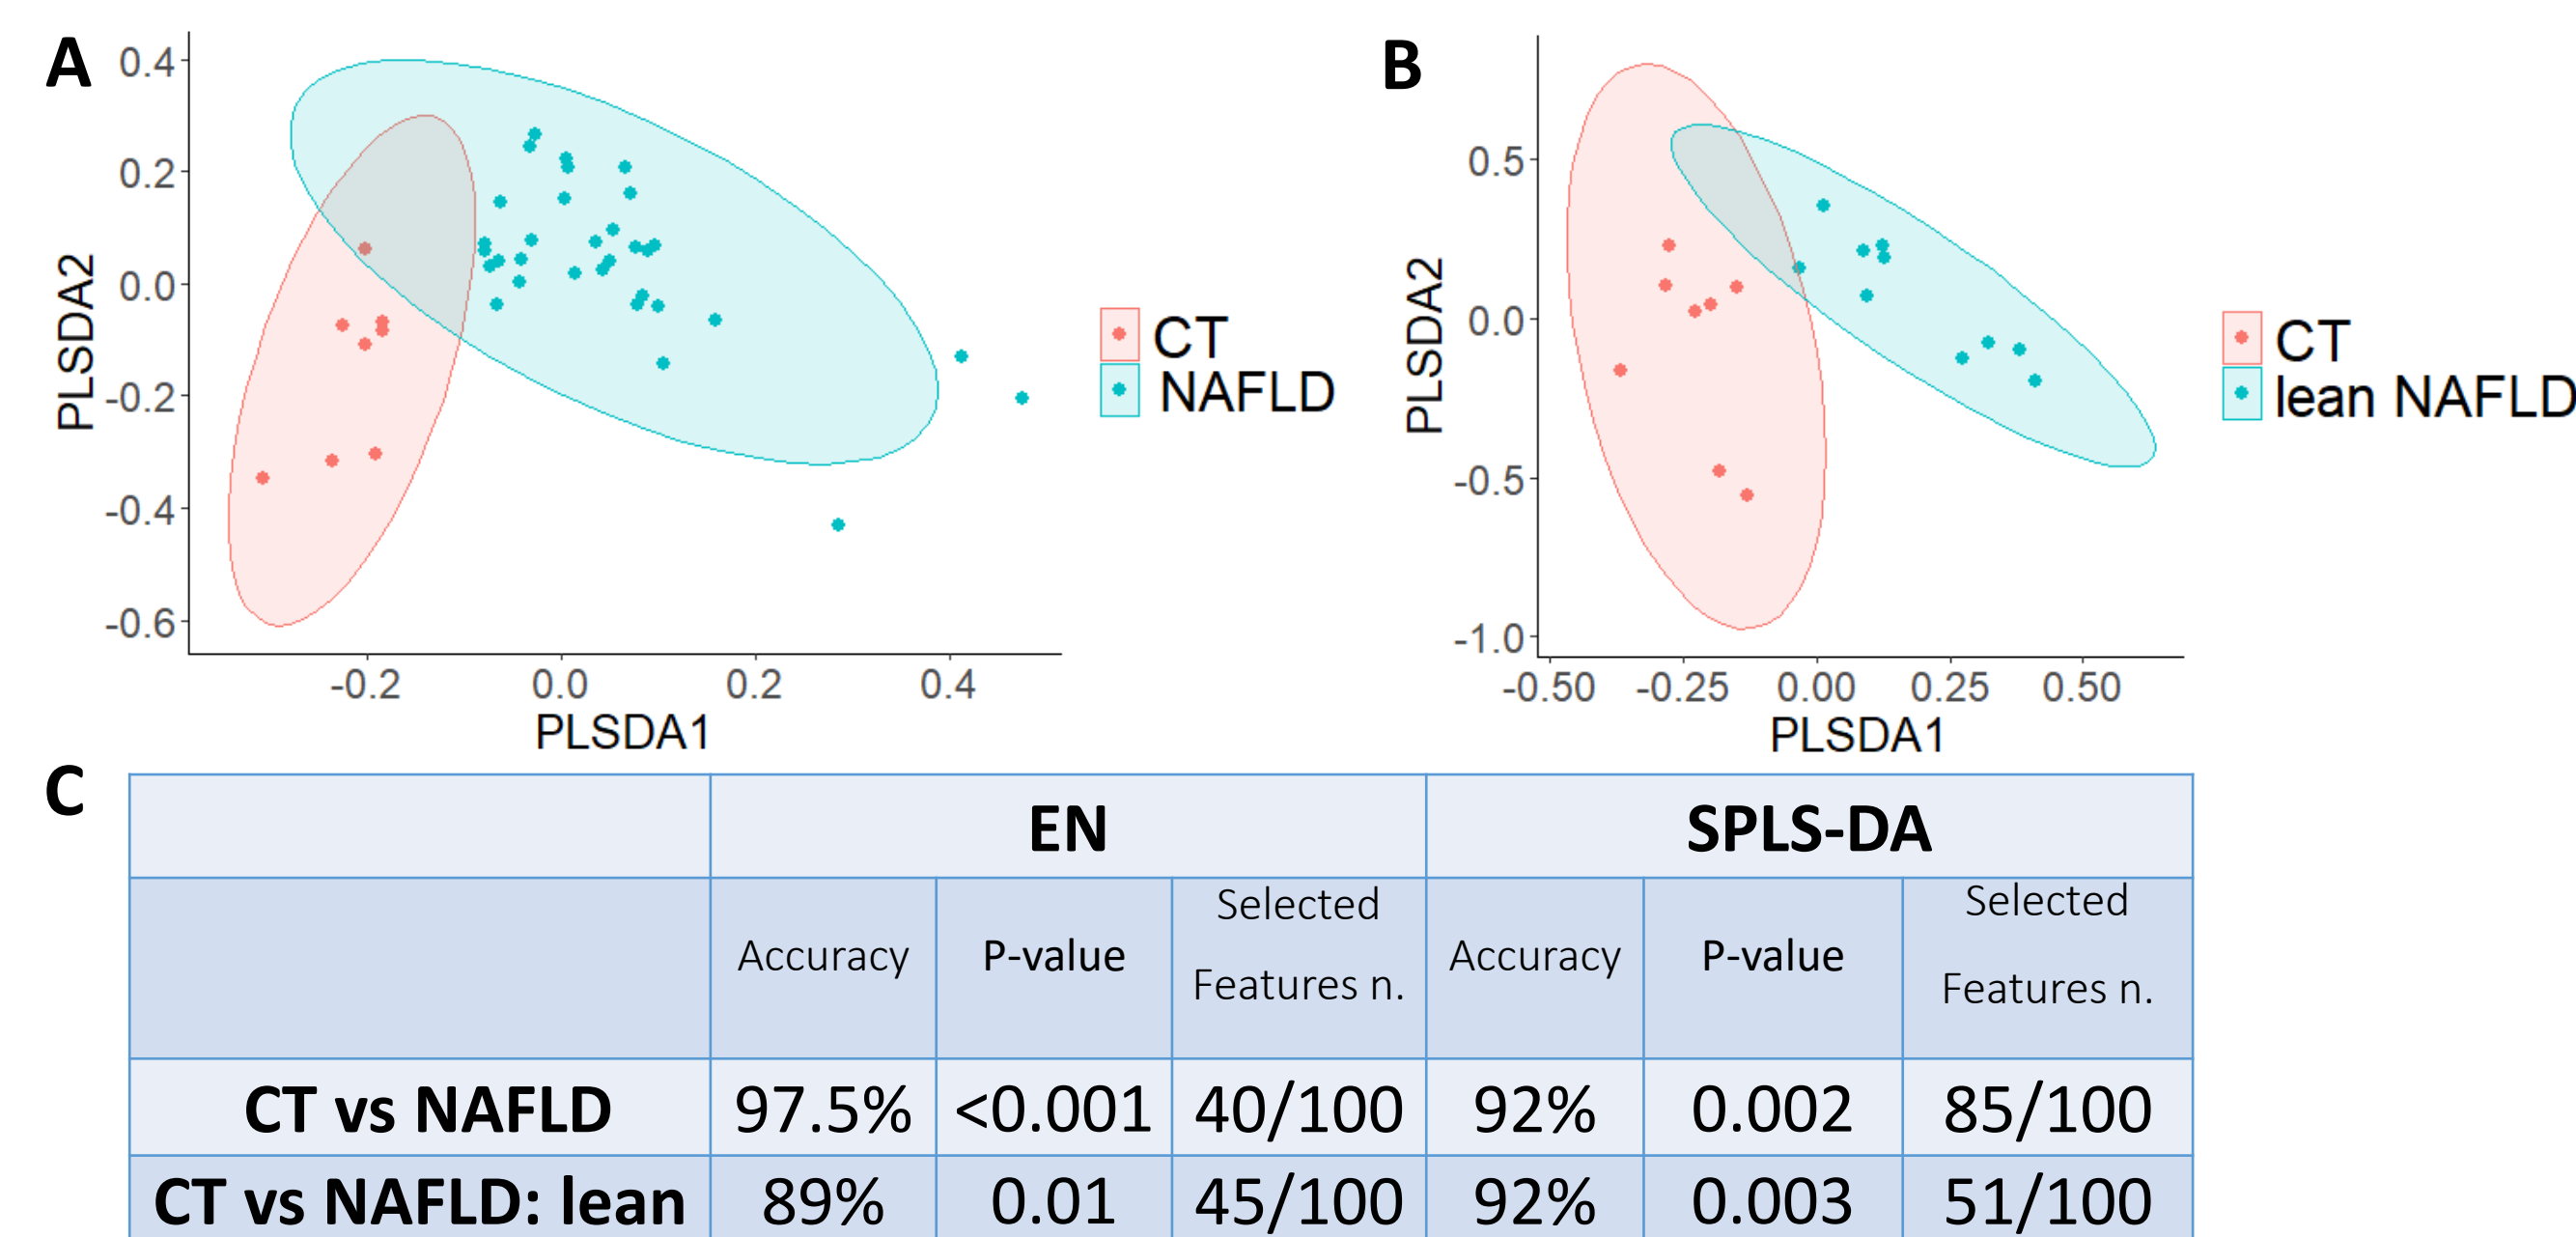 A
0.4
0.2
0.0
-0.2
-0.4
-0.6
PLSDA2
-0.2 0.0 0.2 0.4
PLSDA1
CT
NAFLD
B
0.5
0.0
-0.5
-1.0
PLSDA2
-0.50 -0.25 0.00 0.25 0.50
PLSDA1
CT
lean NAFLD
C
EN SPLS-DA
Accuracy P-value Selected Features n. Accuracy P-value Selected Features n.
CT vs NAFLD 97.5% <0.001 40/100 92% 0.002 85/100
CT vs NAFLD: lean 89% 0.01 45/100 92% 0.003 51/100